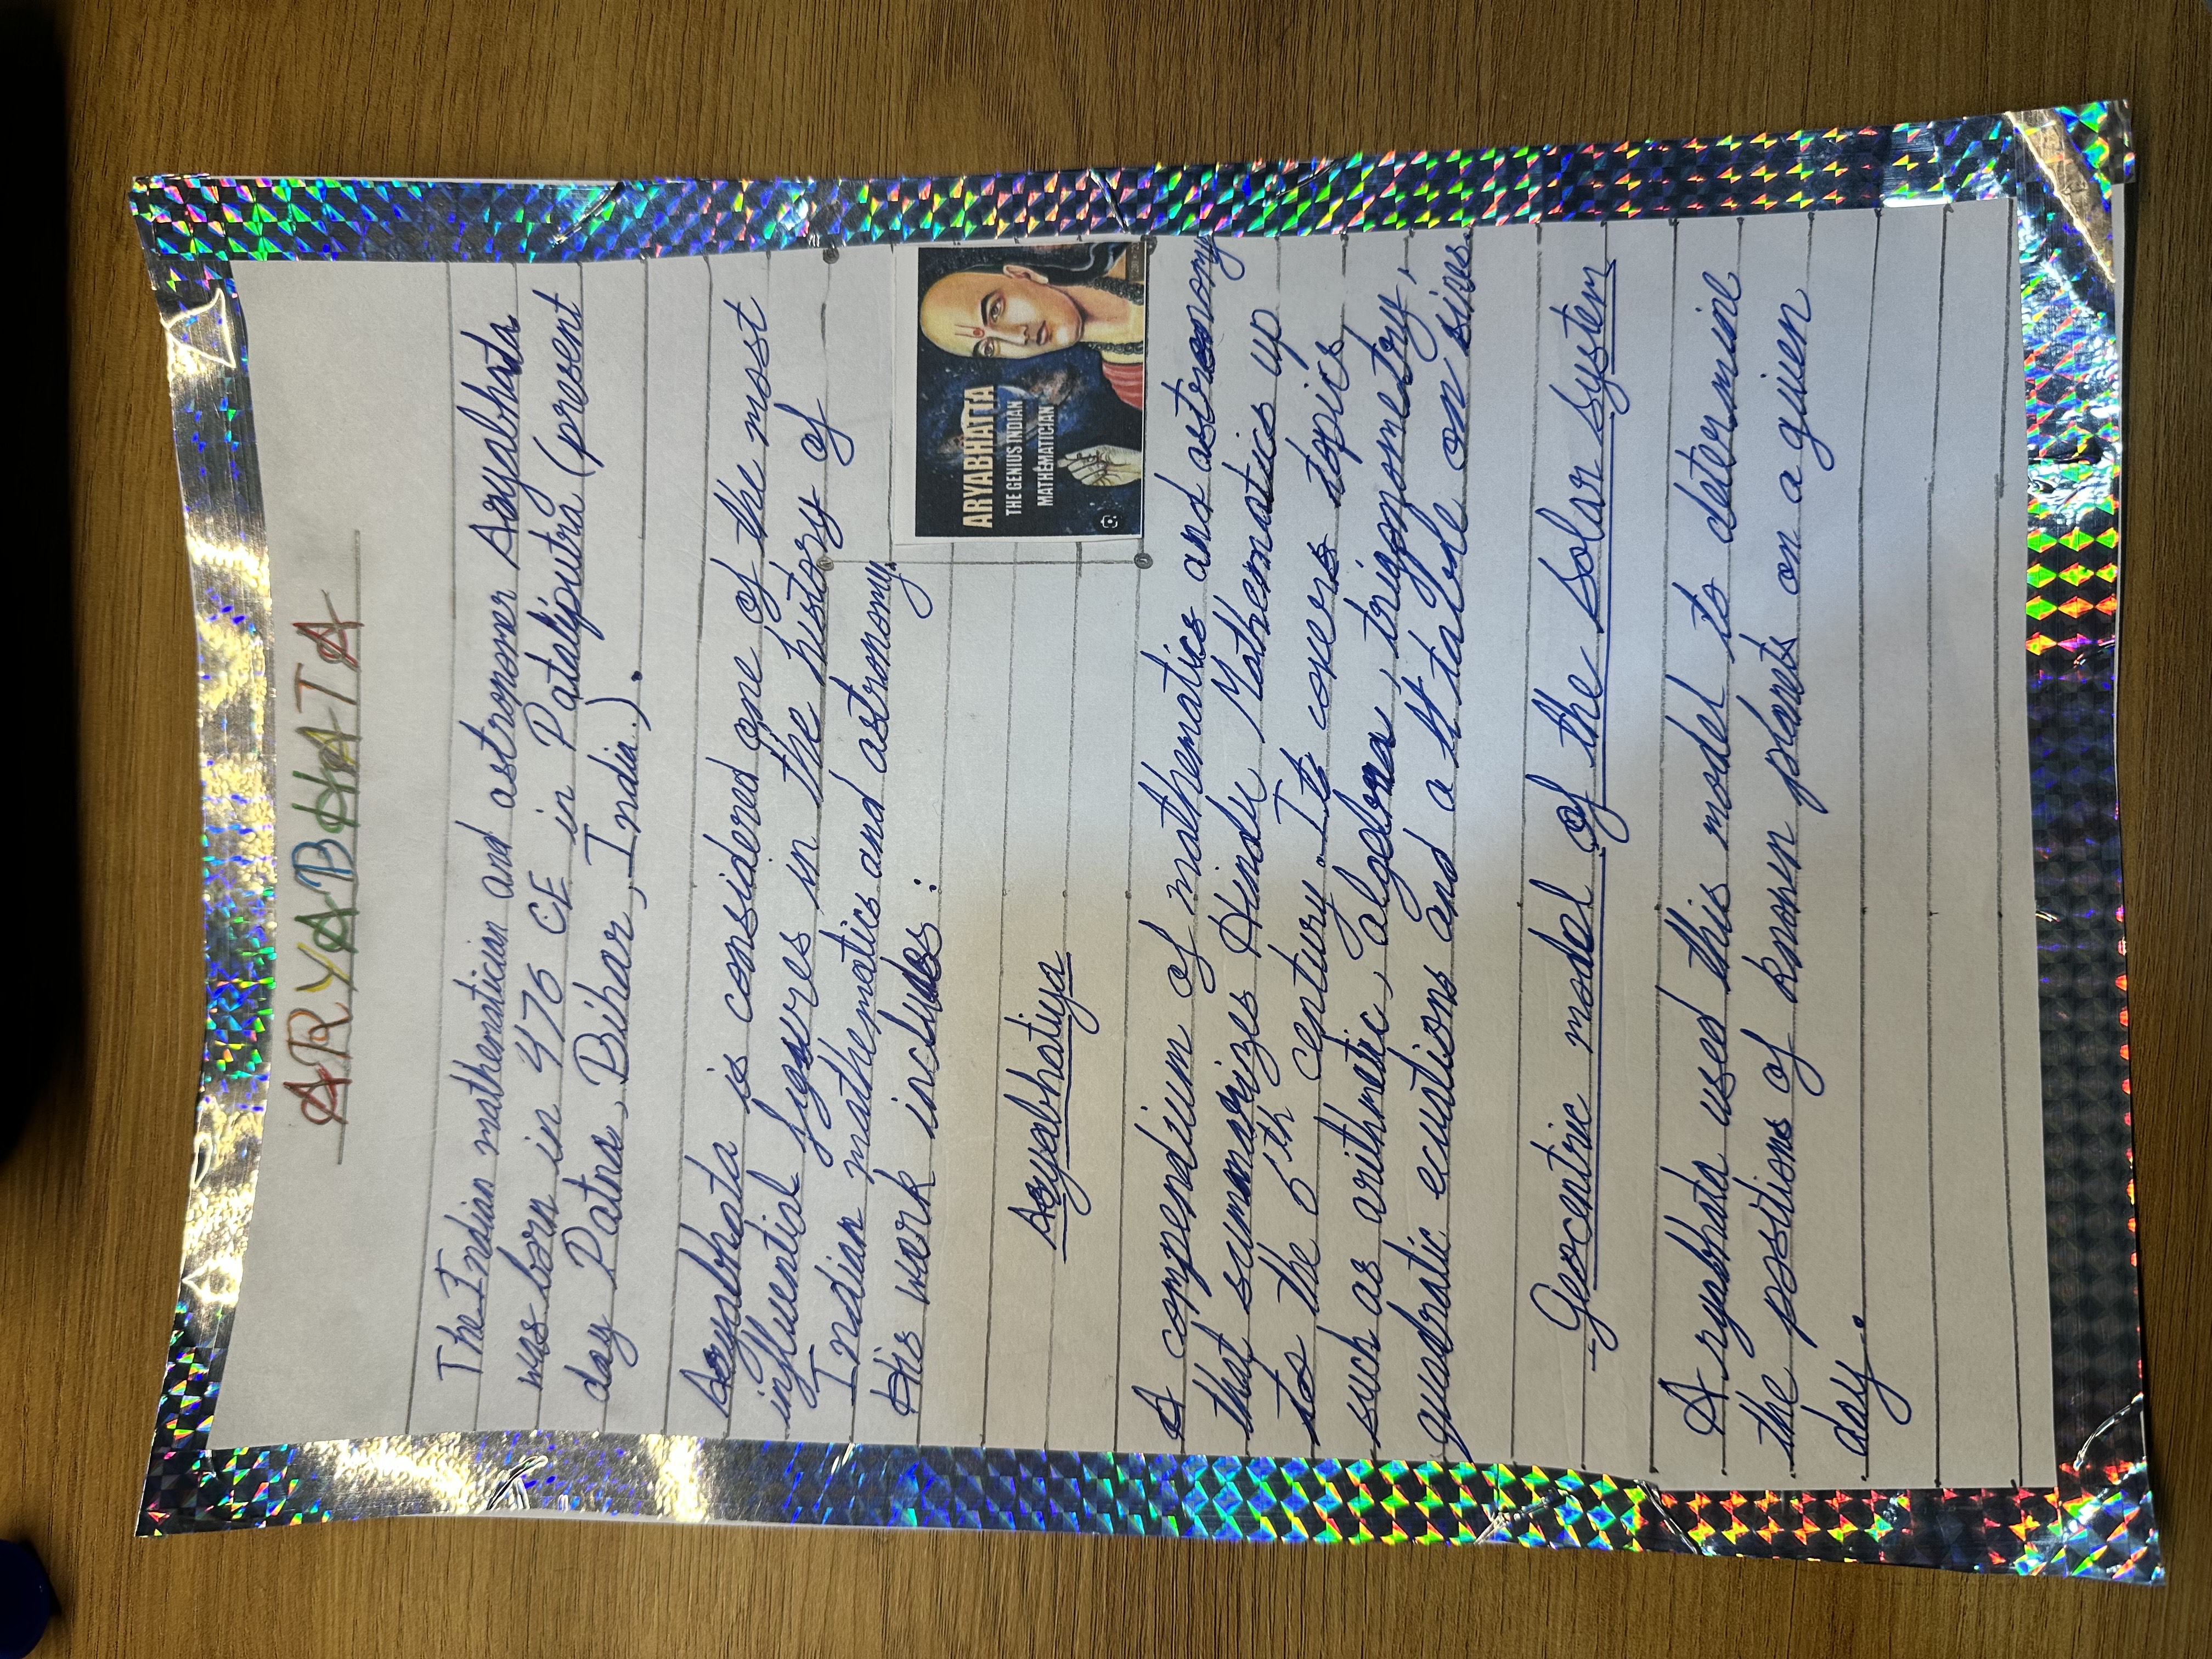 ARYABHATA
The Indian mathematician and astronomer Aryabhata
was born in 476 CE in Pataliputra (present
day Patna, Bihar, India.).
Aryabhata is considered one of the most
influential figures in the history of
Indian mathematics and astronomy.
His work includes :
ARYABHATTA
THE GENIUS INDIAN
MATHEMATICIAN
Aryabhatiya
A compendium of mathematics and astronomy
that summarizes Hindu Mathematics up
to the 6th century. It covers topics
such as arithmetic, algebra, trigonometry,
quadratic ecuations and a table on sines.
Geocentric model of the Solar System
Aryabhata used this model to determine
the positions of known planets on a given
day.